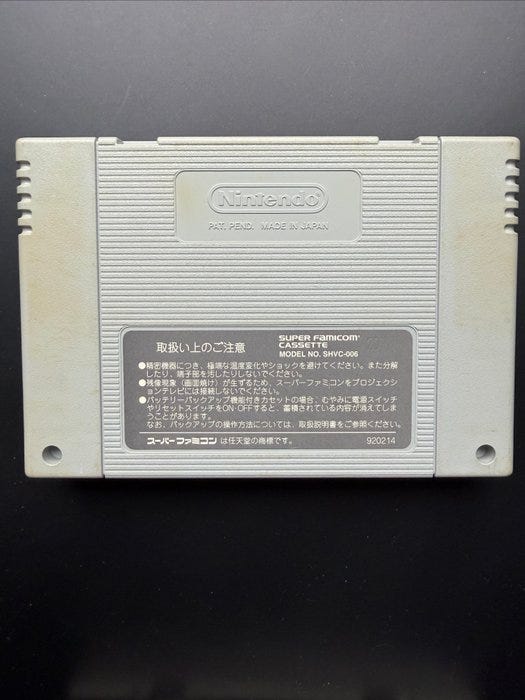 Nintendo
PAT. PEND. MADE IN JAPAN
取扱い上のご注意
SUPER FAMICOM
CASSETTE
MODEL NO. SHVC-006
●精密機器につき、極端な温度変化やショックを避けてください。また分解
したり、端子部を汚したりしないでください。
●残像現象（画面焼け）が生ずるため、スーパーファミコンをプロジェクシ
ョンテレビには接続しないでください。
●バッテリーバックアップ機能付きカセットの場合、むやみに電源スイッチ
やリセットスイッチをON・OFFすると、蓄積されている内容が消えてしま
うことがあります。
なお、バックアップの操作方法については、取扱説明書をご参照ください。
スーパーファミコンは任天堂の商標です。 920214